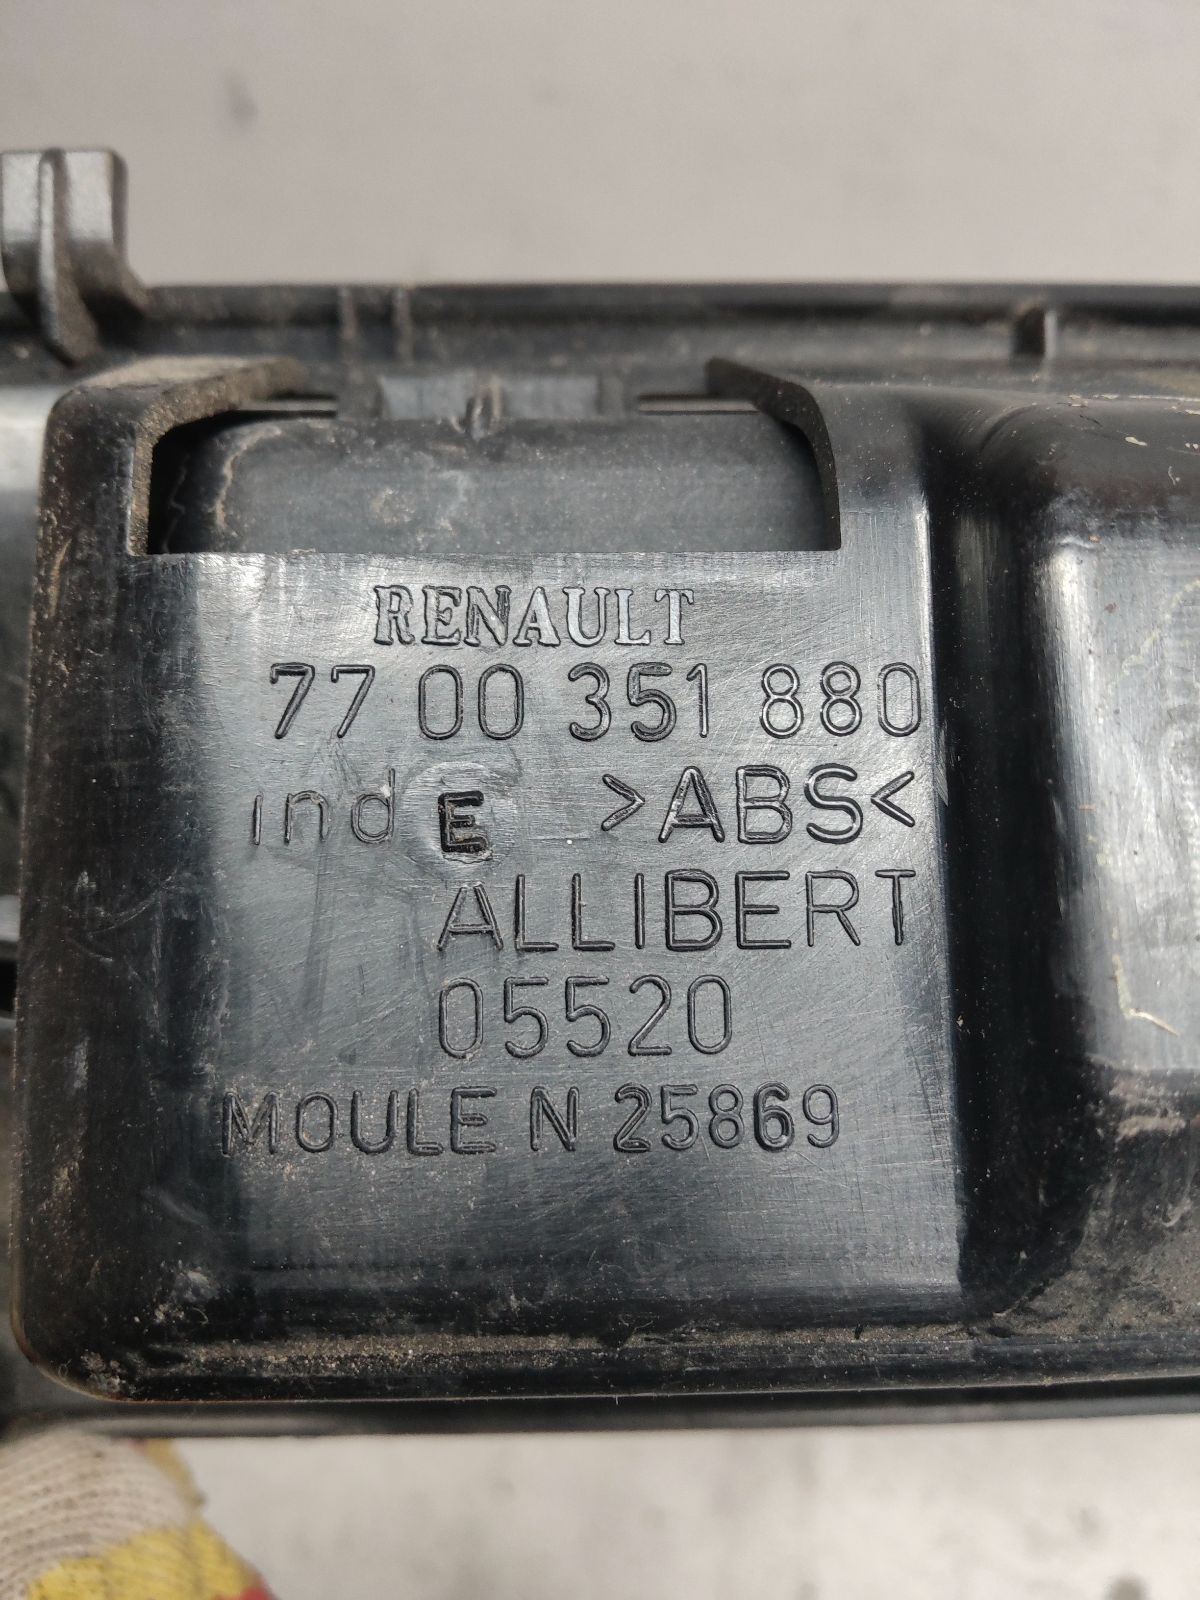 RENAULT
77 00 351 880
ind E >ABS<
ALLIBERT
05520
MOULE N 25869